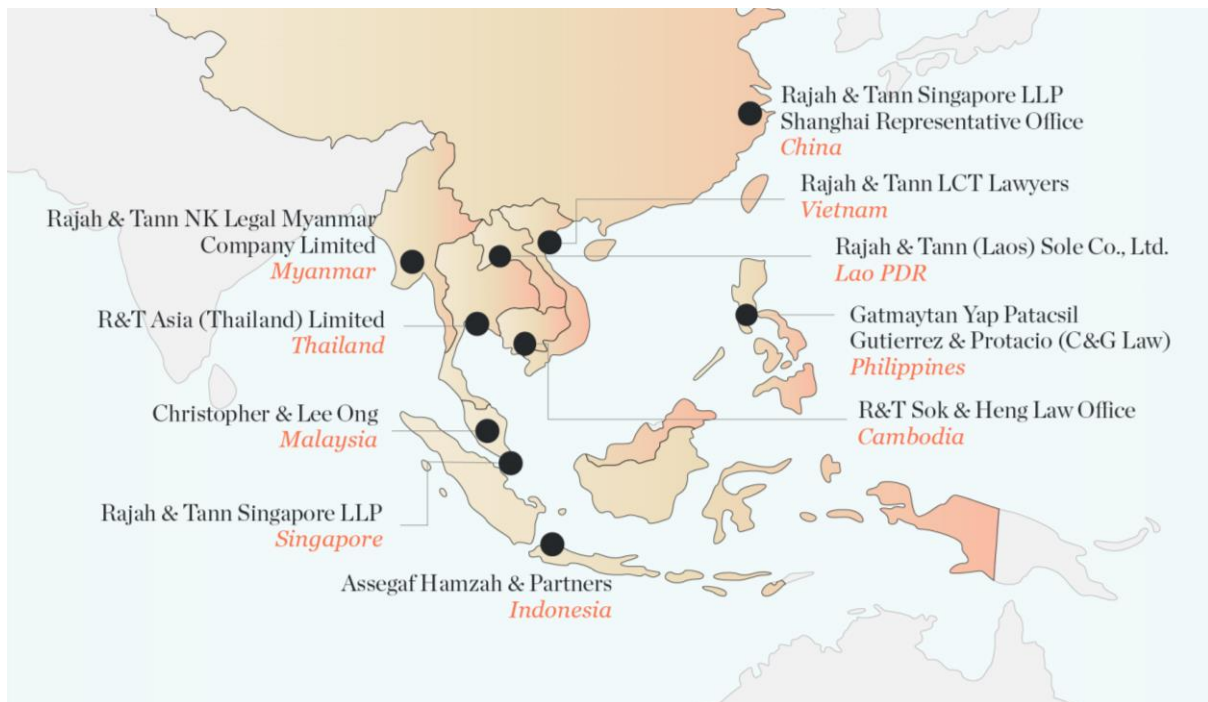 Rajah & Tann Singapore LLP
Shanghai Representative Office
China
Rajah & Tann LCT Lawyers
Vietnam
Rajah & Tann NK Legal Myanmar
Company Limited
Myanmar
Rajah & Tann (Laos) Sole Co., Ltd.
Lao PDR
R&T Asia (Thailand) Limited
Thailand
Gatmaytan Yap Patacsil
Gutierrez & Protacio (C&G Law)
Philippines
Christopher & Lee Ong
Malaysia
R&T Sok & Heng Law Office
Cambodia
Rajah & Tann Singapore LLP
Singapore
Assegaf Hamzah & Partners
Indonesia